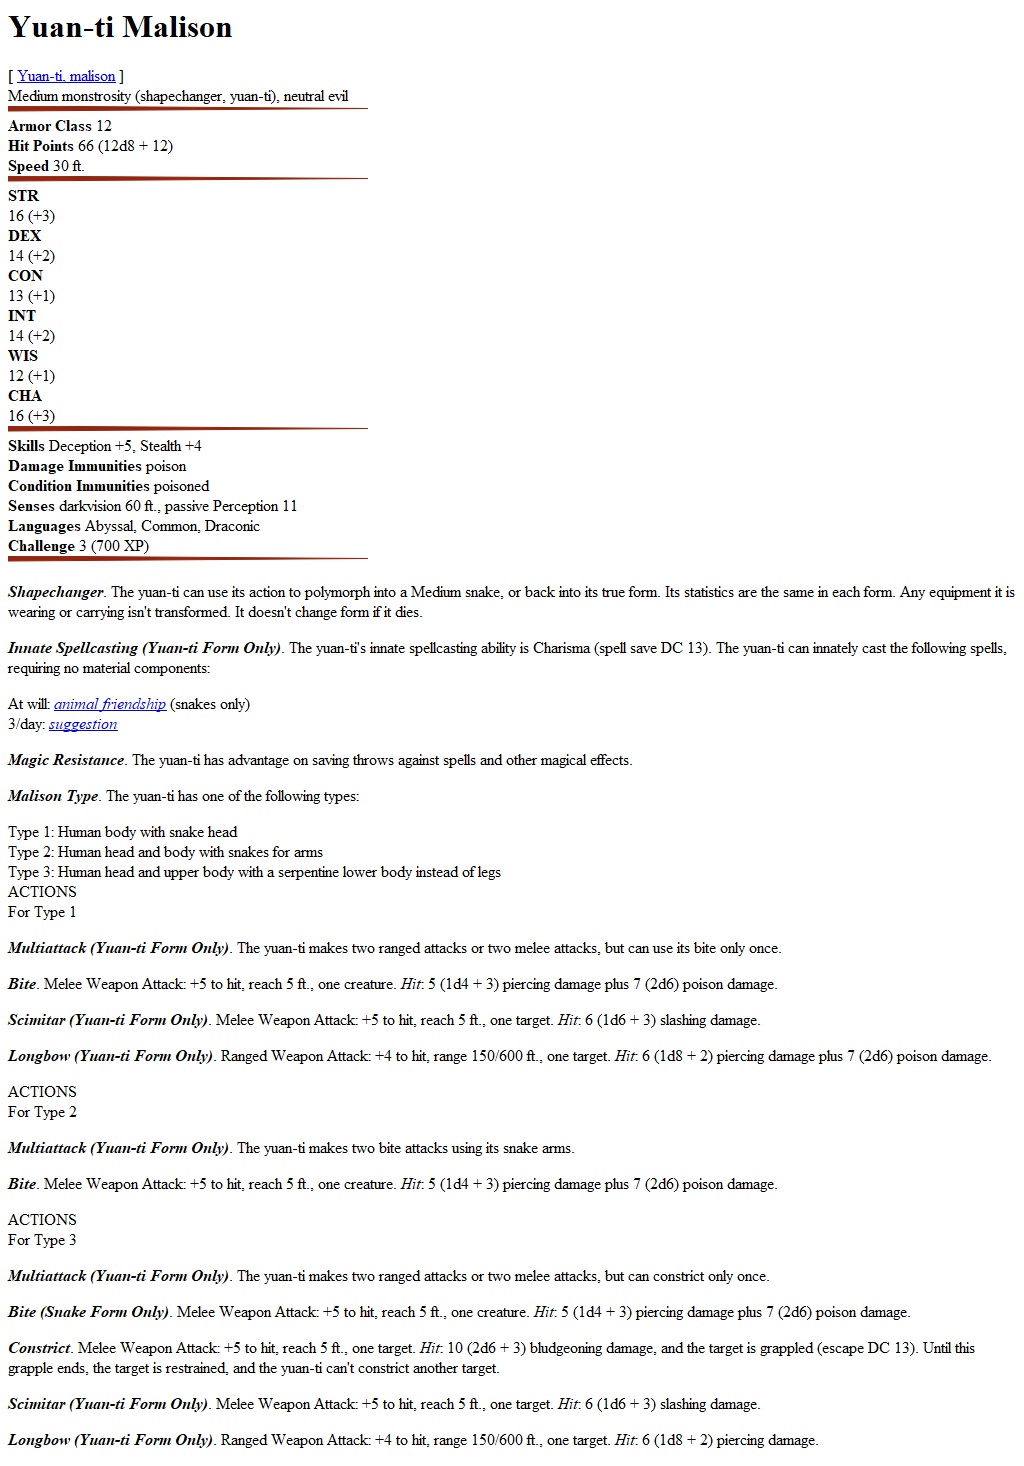 Yuan-ti Malison
[ Yuan-ti, malison ]
Medium monstrosity (shapechanger, yuan-ti), neutral evil
Armor Class 12
Hit Points 66 (12d8 + 12)
Speed 30 ft.
STR
16 (+3)
DEX
14 (+2)
CON
13 (+1)
INT
14 (+2)
WIS
12 (+1)
CHA
16 (+3)
Skills Deception +5, Stealth +4
Damage Immunities poison
Condition Immunities poisoned
Senses darkvision 60 ft., passive Perception 11
Languages Abyssal, Common, Draconic
Challenge 3 (700 XP)
Shapechanger. The yuan-ti can use its action to polymorph into a Medium snake, or back into its true form. Its statistics are the same in each form. Any equipment it is
wearing or carrying isn't transformed. It doesn't change form if it dies.
Innate Spellcasting (Yuan-ti Form Only). The yuan-ti's innate spellcasting ability is Charisma (spell save DC 13). The yuan-ti can innately cast the following spells,
requiring no material components:
At will: animal friendship (snakes only)
3/day: suggestion
Magic Resistance. The yuan-ti has advantage on saving throws against spells and other magical effects.
Malison Type. The yuan-ti has one of the following types:
Type 1: Human body with snake head
Type 2: Human head and body with snakes for arms
Type 3: Human head and upper body with a serpentine lower body instead of legs
ACTIONS
For Type 1
Multiattack (Yuan-ti Form Only). The yuan-ti makes two ranged attacks or two melee attacks, but can use its bite only once.
Bite. Melee Weapon Attack: +5 to hit, reach 5 ft., one creature. Hit: 5 (1d4 + 3) piercing damage plus 7 (2d6) poison damage.
Scimitar (Yuan-ti Form Only). Melee Weapon Attack: +5 to hit, reach 5 ft., one target. Hit: 6 (1d6 + 3) slashing damage.
Longbow (Yuan-ti Form Only). Ranged Weapon Attack: +4 to hit, range 150/600 ft., one target. Hit: 6 (1d8 + 2) piercing damage plus 7 (2d6) poison damage.
ACTIONS
For Type 2
Multiattack (Yuan-ti Form Only). The yuan-ti makes two bite attacks using its snake arms.
Bite. Melee Weapon Attack: +5 to hit, reach 5 ft., one creature. Hit: 5 (1d4 + 3) piercing damage plus 7 (2d6) poison damage.
ACTIONS
For Type 3
Multiattack (Yuan-ti Form Only). The yuan-ti makes two ranged attacks or two melee attacks, but can constrict only once.
Bite (Snake Form Only). Melee Weapon Attack: +5 to hit, reach 5 ft., one creature. Hit: 5 (1d4 + 3) piercing damage plus 7 (2d6) poison damage.
Constrict. Melee Weapon Attack: +5 to hit, reach 5 ft., one target. Hit: 10 (2d6 + 3) bludgeoning damage, and the target is grappled (escape DC 13). Until this
grapple ends, the target is restrained, and the yuan-ti can't constrict another target.
Scimitar (Yuan-ti Form Only). Melee Weapon Attack: +5 to hit, reach 5 ft., one target. Hit: 6 (1d6 + 3) slashing damage.
Longbow (Yuan-ti Form Only). Ranged Weapon Attack: +4 to hit, range 150/600 ft., one target. Hit: 6 (1d8 + 2) piercing damage.